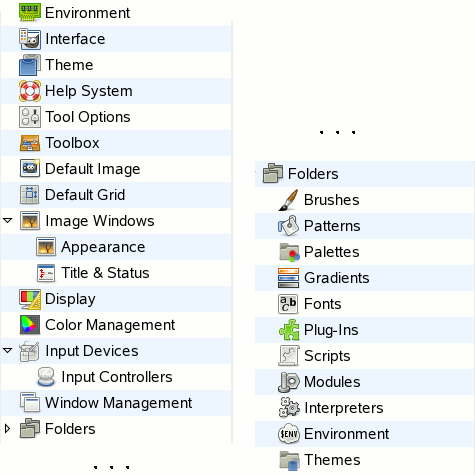 Environment
Interface
Theme
Help System
Tool Options
Toolbox
Default Image
Default Grid
Image Windows
Appearance
Title & Status
Display
Color Management
Input Devices
Input Controllers
Window Management
Folders
. . .
. . .
Folders
Brushes
Patterns
Palettes
Gradients
Fonts
Plug-Ins
Scripts
Modules
Interpreters
$ENV Environment
Themes